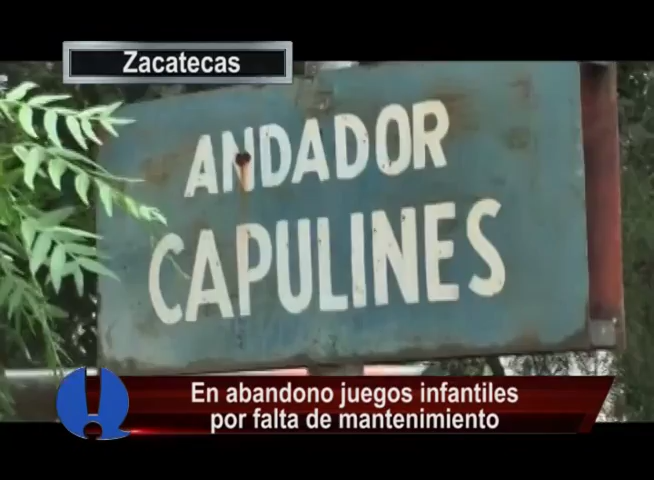 Zacatecas
ANDADOR
CAPULINES
En abandono juegos infantiles
por falta de mantenimiento